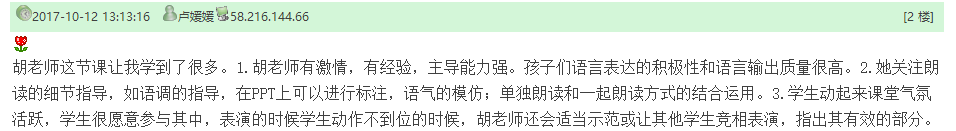 2017-10-12 13:13:16 卢媛媛 58.216.144.66 [2 楼]
胡老师这节课让我学到了很多。1.胡老师有激情，有经验，主导能力强。孩子们语言表达的积极性和语言输出质量很高。2.她关注朗
读的细节指导，如语调的指导，在PPT上可以进行标注，语气的模仿；单独朗读和一起朗读方式的结合运用。3.学生动起来课堂气氛
活跃，学生很愿意参与其中，表演的时候学生动作不到位的时候，胡老师还会适当示范或让其他学生竞相表演，指出其有效的部分。